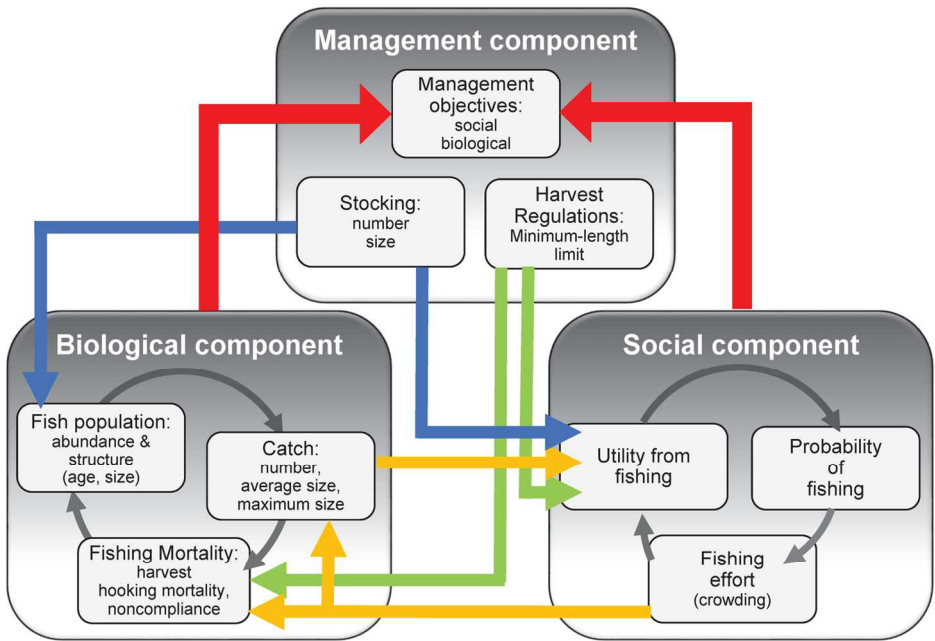 Management component
Management
objectives:
social
biological
Stocking:
number
size
Harvest
Regulations:
Minimum-length
limit
Biological component
Fish population:
abundance &
structure
(age, size)
Catch:
number,
average size,
maximum size
Fishing Mortality:
harvest
hooking mortality,
noncompliance
Social component
Utility from
fishing
Probability
of
fishing
Fishing
effort
(crowding)